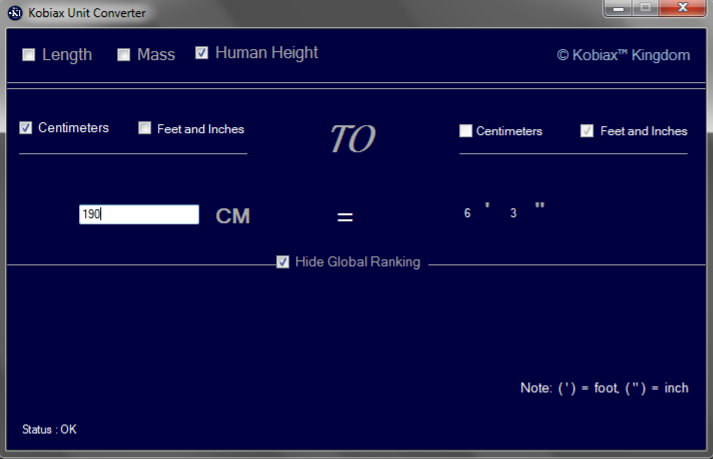 Kobiax Unit Converter
Length Mass Human Height © Kobiax™ Kingdom
Centimeters Feet and Inches TO Centimeters Feet and Inches
190 CM = 6 ' 3 "
Hide Global Ranking
Note: ( ' ) = foot, ( " ) = inch
Status : OK